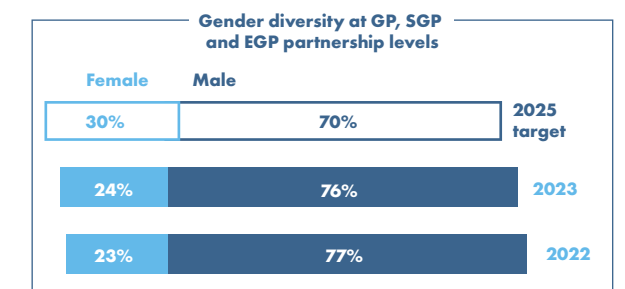 Gender diversity at GP, SGP
and EGP partnership levels
Female Male
30% 70% 2025
target
24% 76% 2023
23% 77% 2022